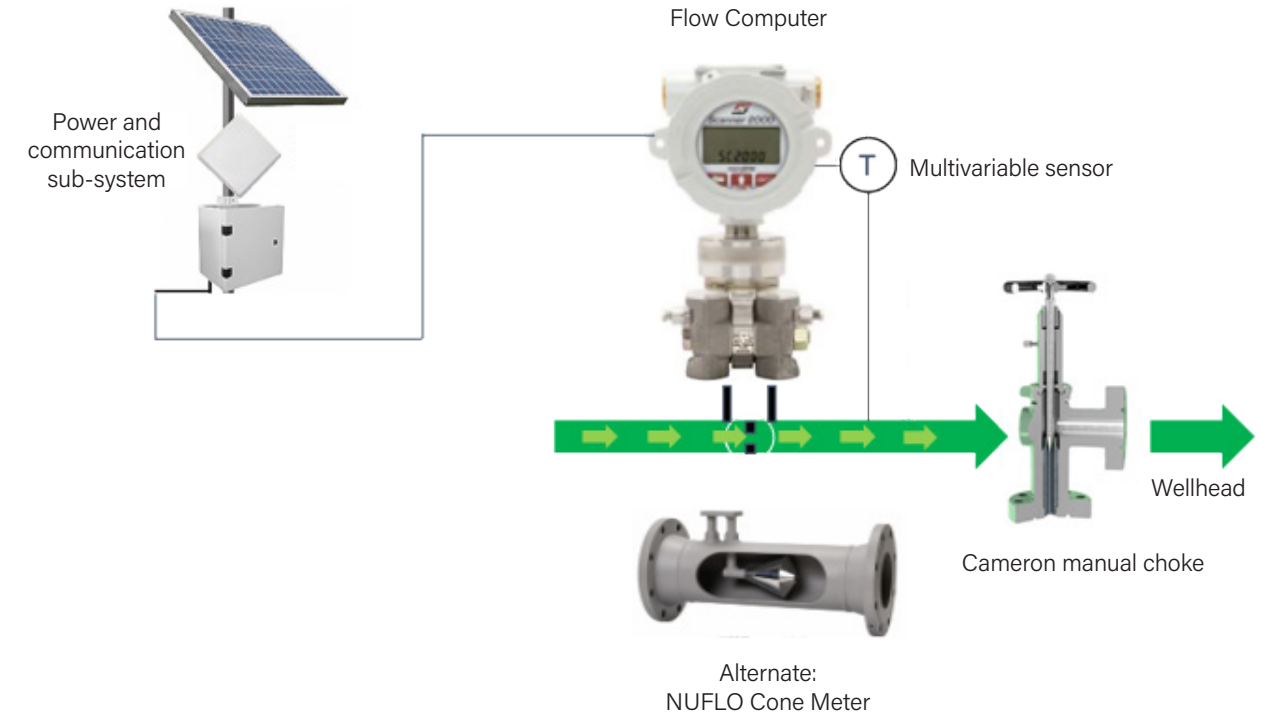 Flow Computer
Power and
communication
sub-system
Scanner 2000
SC2000
T
Multivariable sensor
Wellhead
Cameron manual choke
Alternate:
NUFLO Cone Meter